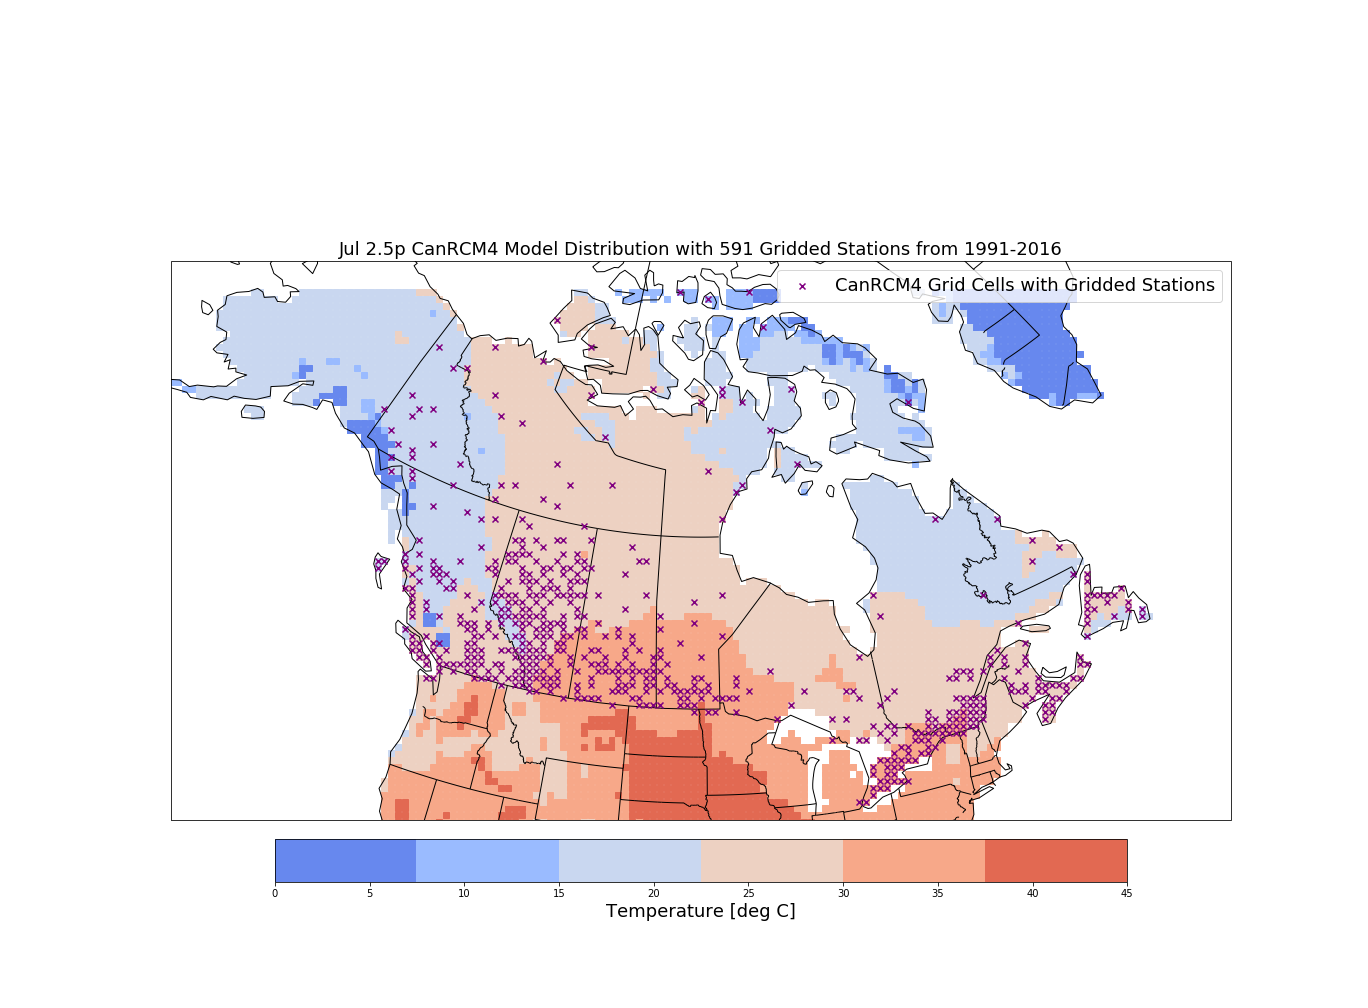 Jul 2.5p CanRCM4 Model Distribution with 591 Gridded Stations from 1991-2016
CanRCM4 Grid Cells with Gridded Stations
0 5 10 15 20 25 30 35 40 45
Temperature [deg C]